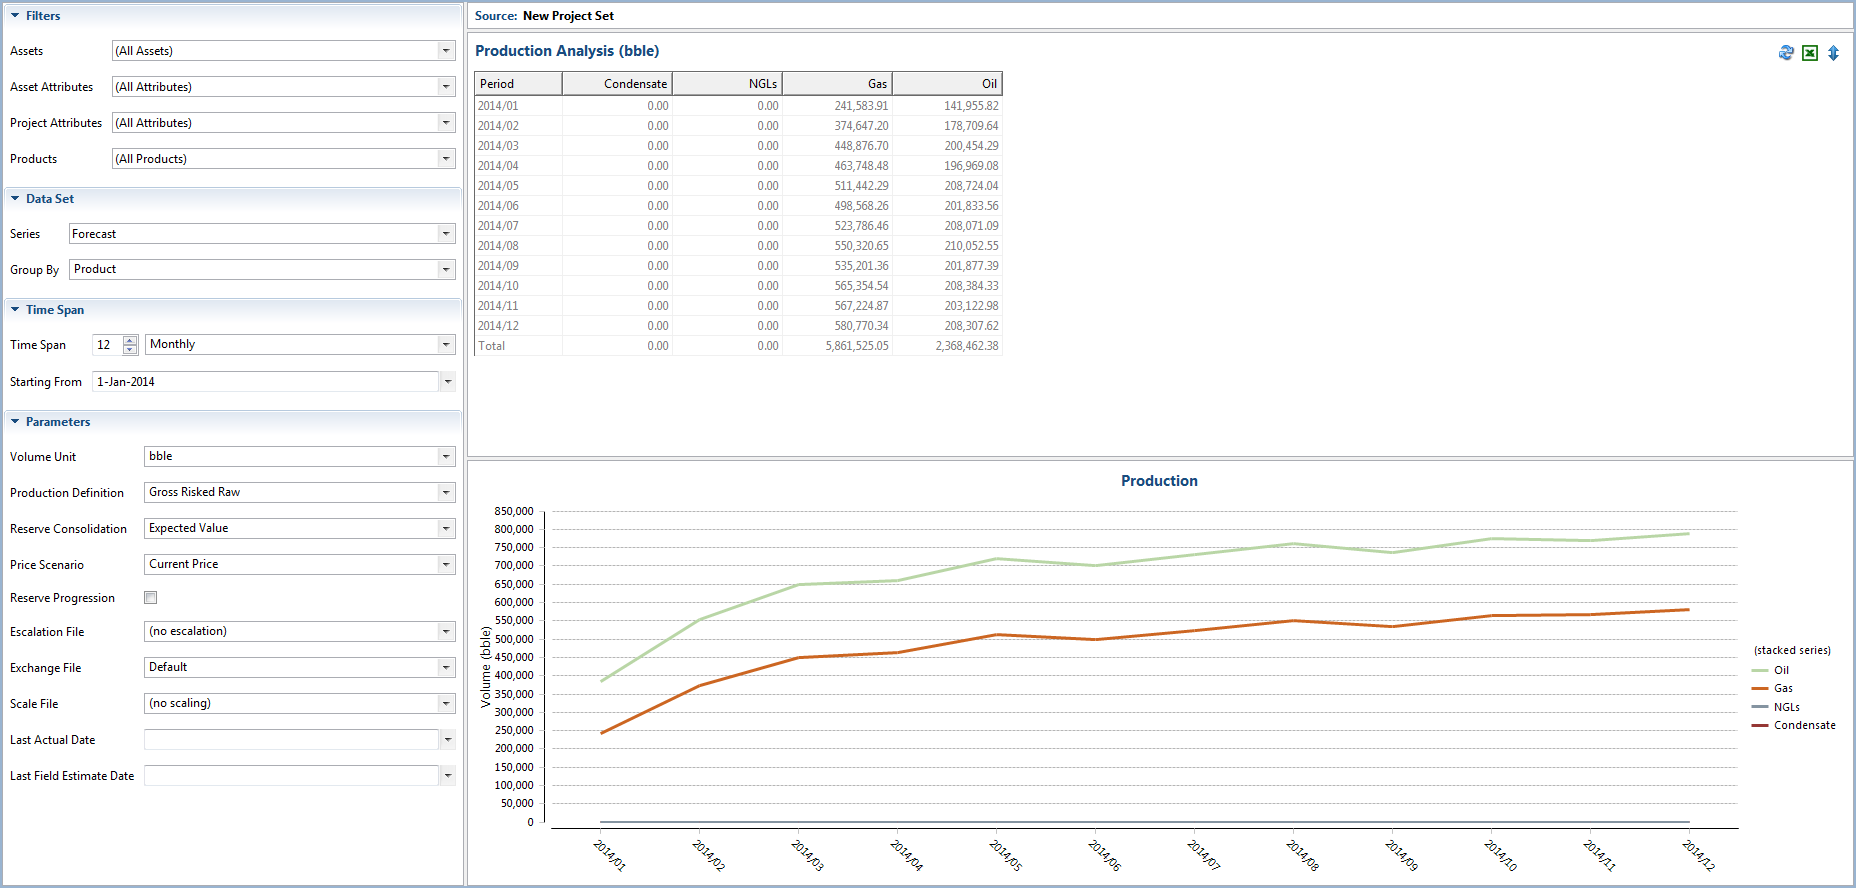 Filters
Assets (All Assets)
Asset Attributes (All Attributes)
Project Attributes (All Attributes)
Products (All Products)
Data Set
Series Forecast
Group By Product
Time Span
Time Span 12 Monthly
Starting From 1-Jan-2014
Parameters
Volume Unit bble
Production Definition Gross Risked Raw
Reserve Consolidation Expected Value
Price Scenario Current Price
Reserve Progression
Escalation File (no escalation)
Exchange File Default
Scale File (no scaling)
Last Actual Date
Last Field Estimate Date
Source: New Project Set
Production Analysis (bble)
Period Condensate NGLs Gas Oil
2014/01 0.00 0.00 241,583.91 141,955.82
2014/02 0.00 0.00 374,647.20 178,709.64
2014/03 0.00 0.00 448,876.70 200,454.29
2014/04 0.00 0.00 463,748.48 196,969.08
2014/05 0.00 0.00 511,442.29 208,724.04
2014/06 0.00 0.00 498,568.26 201,833.56
2014/07 0.00 0.00 523,786.46 208,071.09
2014/08 0.00 0.00 550,320.65 210,052.55
2014/09 0.00 0.00 535,201.36 201,877.39
2014/10 0.00 0.00 565,354.54 208,384.33
2014/11 0.00 0.00 567,224.87 203,122.98
2014/12 0.00 0.00 580,770.34 208,307.62
Total 0.00 0.00 5,861,525.05 2,368,462.38
Production
Volume (bble)
850,000
800,000
750,000
700,000
650,000
600,000
550,000
500,000
450,000
400,000
350,000
300,000
250,000
200,000
150,000
100,000
50,000
0
2014/01 2014/02 2014/03 2014/04 2014/05 2014/06 2014/07 2014/08 2014/09 2014/10 2014/11 2014/12
(stacked series)
Oil
Gas
NGLs
Condensate